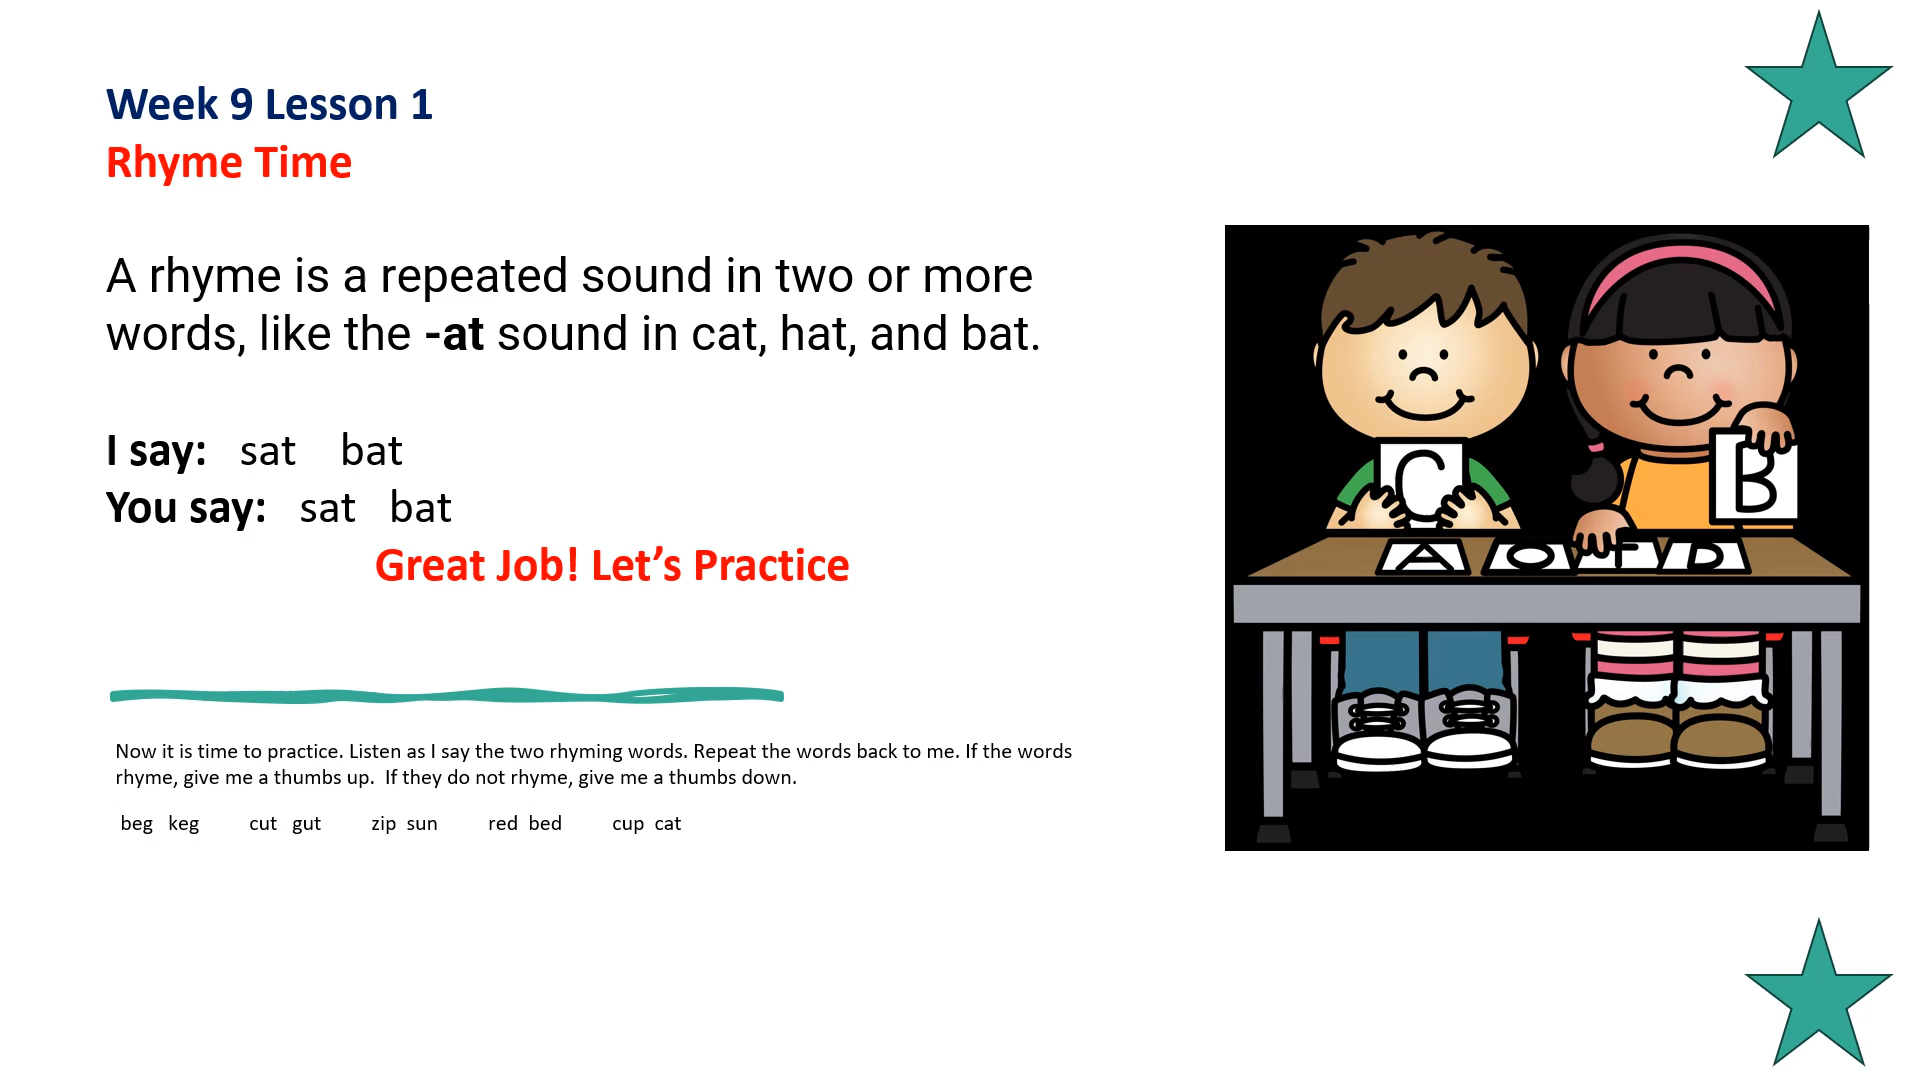 Week 9 Lesson 1
Rhyme Time
A rhyme is a repeated sound in two or more
words, like the -at sound in cat, hat, and bat.
I say: sat bat
You say: sat bat
Great Job! Let’s Practice
Now it is time to practice. Listen as I say the two rhyming words. Repeat the words back to me. If the words
rhyme, give me a thumbs up. If they do not rhyme, give me a thumbs down.
beg keg cut gut zip sun red bed cup cat
C
B
A O F D